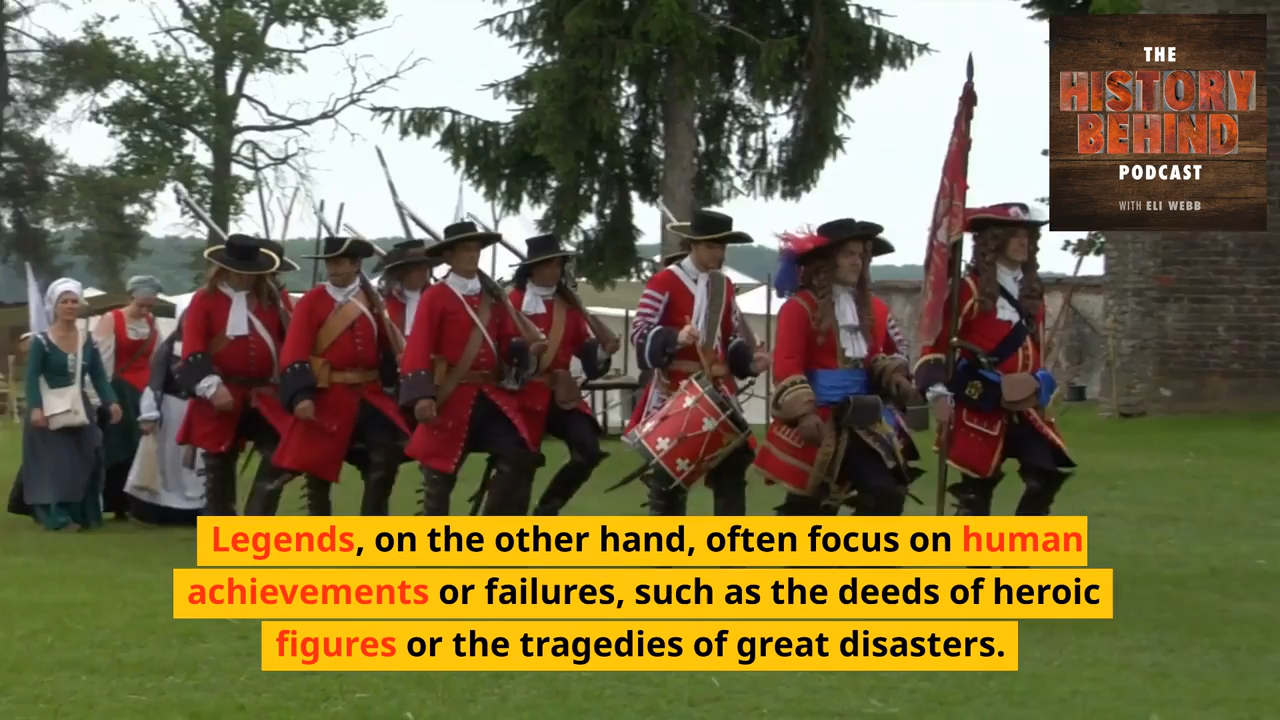 THE
HISTORY
BEHIND
PODCAST
WITH ELI WEBB
Legends, on the other hand, often focus on human
achievements or failures, such as the deeds of heroic
figures or the tragedies of great disasters.